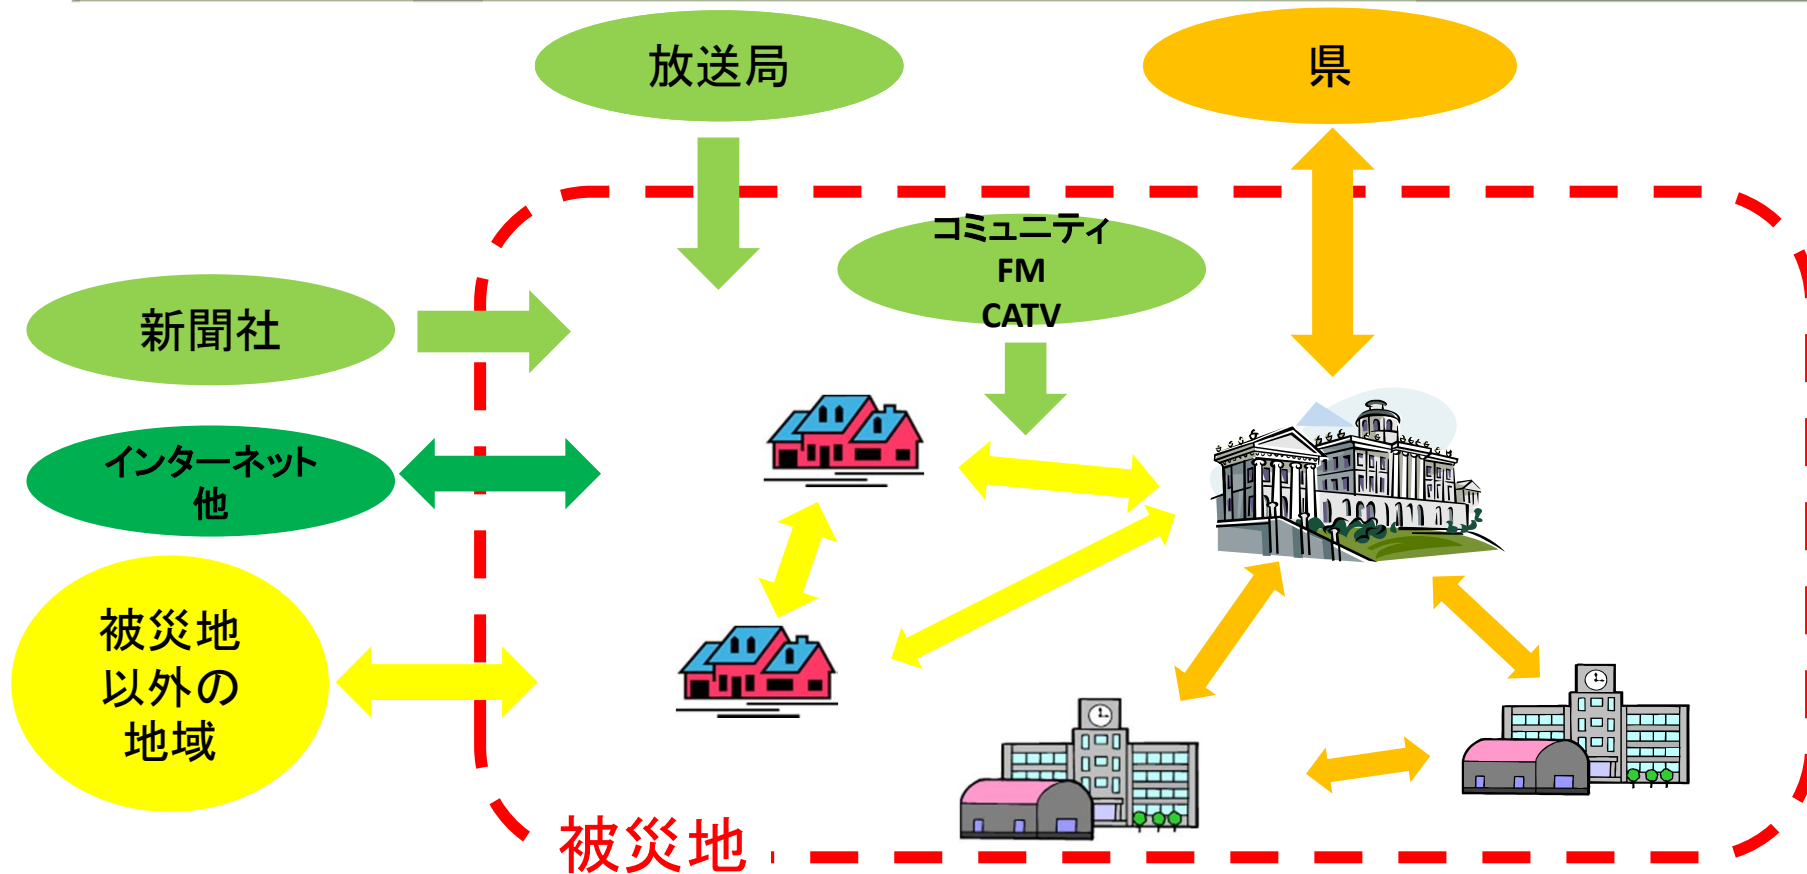 放送局
県
コミュニティ
FM
CATV
新聞社
インターネット
他
被災地
以外の
地域
被災地